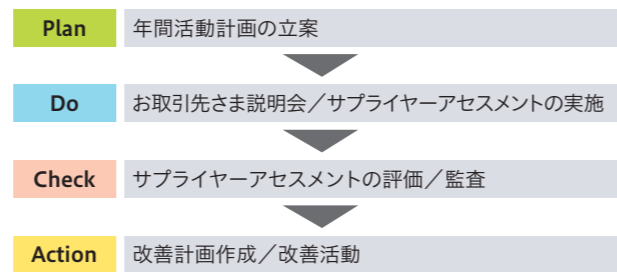 Plan 年間活動計画の立案
Do お取引先さま説明会／サプライヤーアセスメントの実施
Check サプライヤーアセスメントの評価／監査
Action 改善計画作成／改善活動